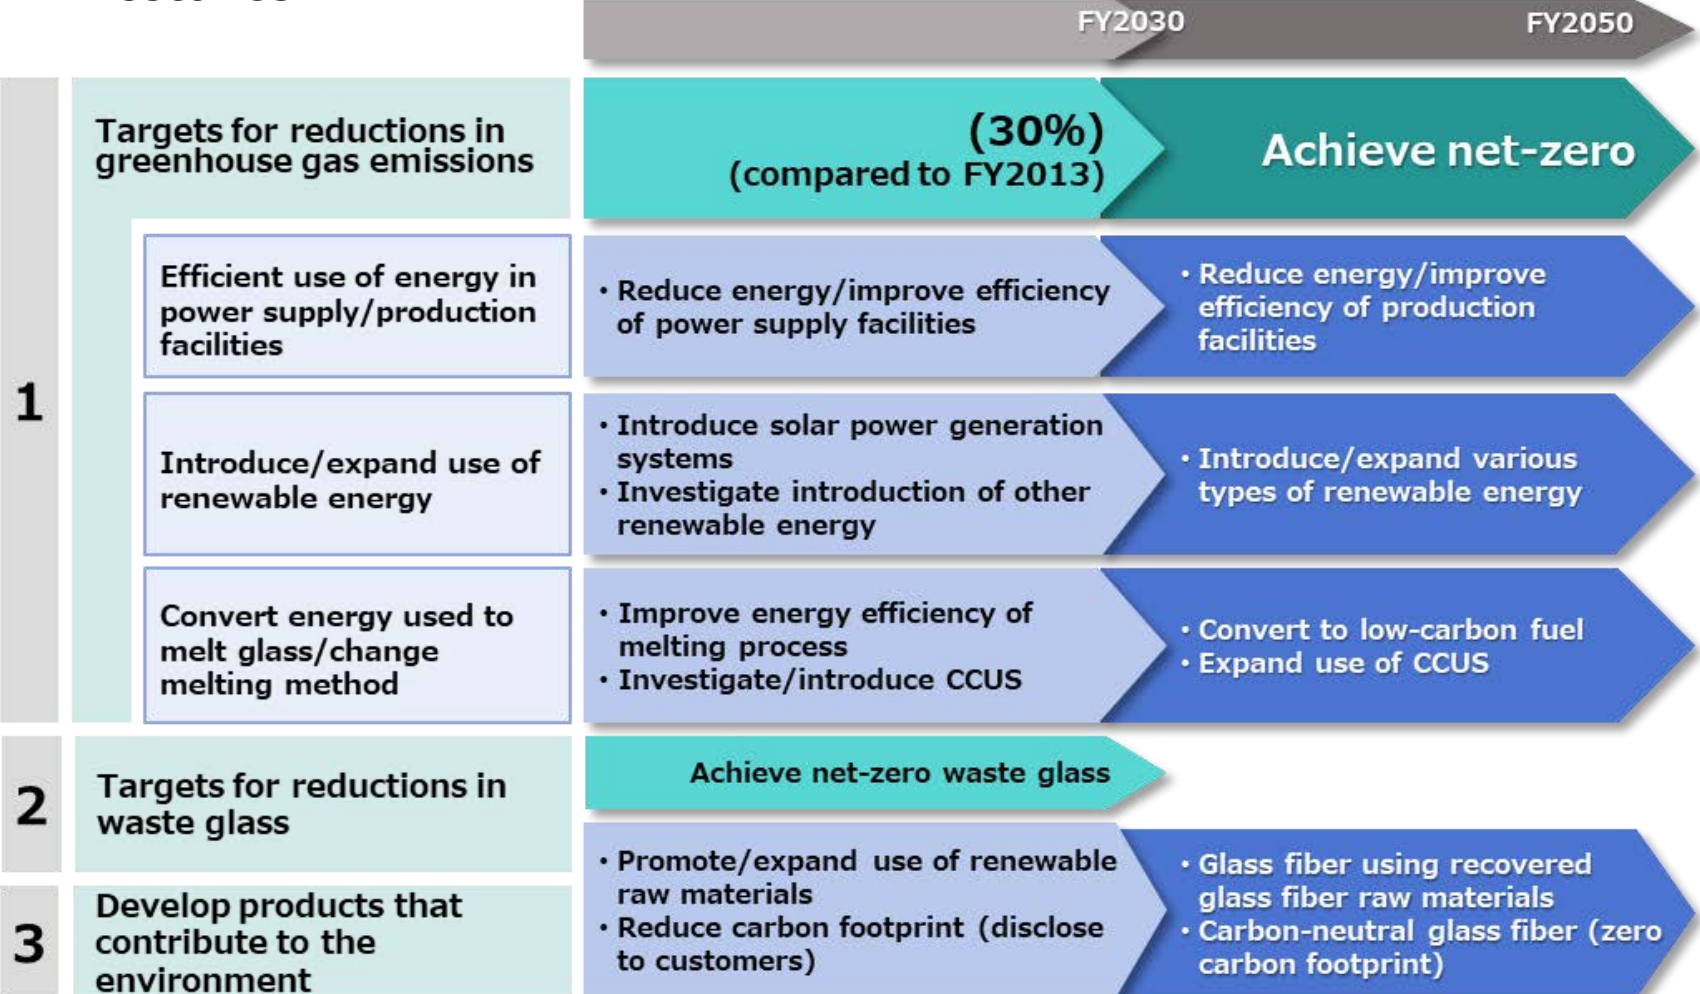 FY2030
FY2050
1
Targets for reductions in
greenhouse gas emissions
(30%)
(compared to FY2013)
Achieve net-zero
Efficient use of energy in
power supply/production
facilities
・Reduce energy/improve efficiency
of power supply facilities
・Reduce energy/improve
efficiency of production
facilities
Introduce/expand use of
renewable energy
・Introduce solar power generation
systems
・Investigate introduction of other
renewable energy
・Introduce/expand various
types of renewable energy
Convert energy used to
melt glass/change
melting method
・Improve energy efficiency of
melting process
・Investigate/introduce CCUS
・Convert to low-carbon fuel
・Expand use of CCUS
2
Targets for reductions in
waste glass
Achieve net-zero waste glass
3
Develop products that
contribute to the
environment
・Promote/expand use of renewable
raw materials
・Reduce carbon footprint (disclose
to customers)
・Glass fiber using recovered
glass fiber raw materials
・Carbon-neutral glass fiber (zero
carbon footprint)